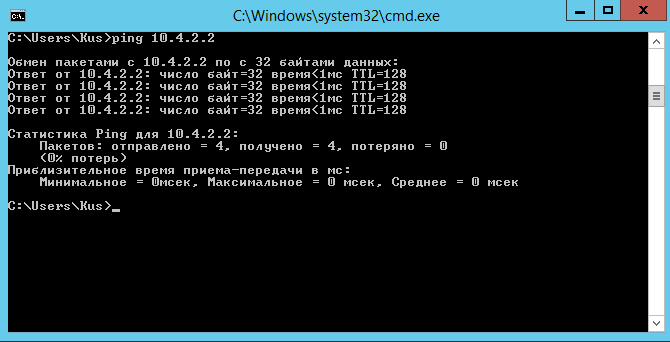 C:\Windows\system32\cmd.exe
C:\Users\Kus>ping 10.4.2.2
Обмен пакетами с 10.4.2.2 по с 32 байтами данных:
Ответ от 10.4.2.2: число байт=32 время<1мс TTL=128
Ответ от 10.4.2.2: число байт=32 время<1мс TTL=128
Ответ от 10.4.2.2: число байт=32 время<1мс TTL=128
Ответ от 10.4.2.2: число байт=32 время<1мс TTL=128
Статистика Ping для 10.4.2.2:
Пакетов: отправлено = 4, получено = 4, потеряно = 0
(0% потерь)
Приблизительное время приема-передачи в мс:
Минимальное = 0мсек, Максимальное = 0 мсек, Среднее = 0 мсек
C:\Users\Kus>_